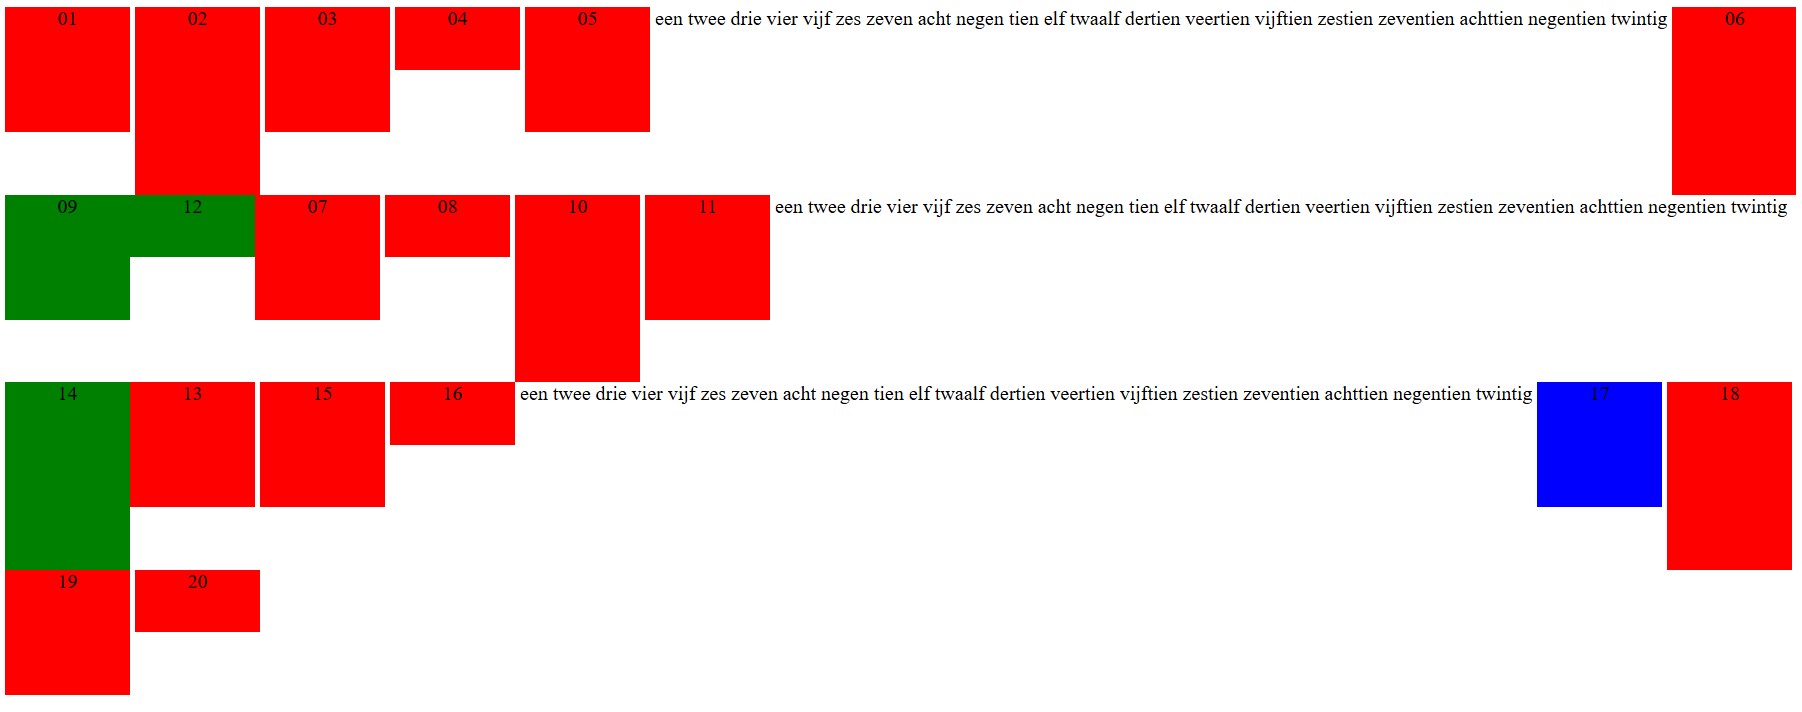 01 02 03 04 05 een twee drie vier vijf zes zeven acht negen tien elf twaalf dertien veertien vijftien zestien zeventien achttien negentien twintig 06
09 12 07 08 10 11 een twee drie vier vijf zes zeven acht negen tien elf twaalf dertien veertien vijftien zestien zeventien achttien negentien twintig
14 13 15 16 een twee drie vier vijf zes zeven acht negen tien elf twaalf dertien veertien vijftien zestien zeventien achttien negentien twintig 17 18
19 20